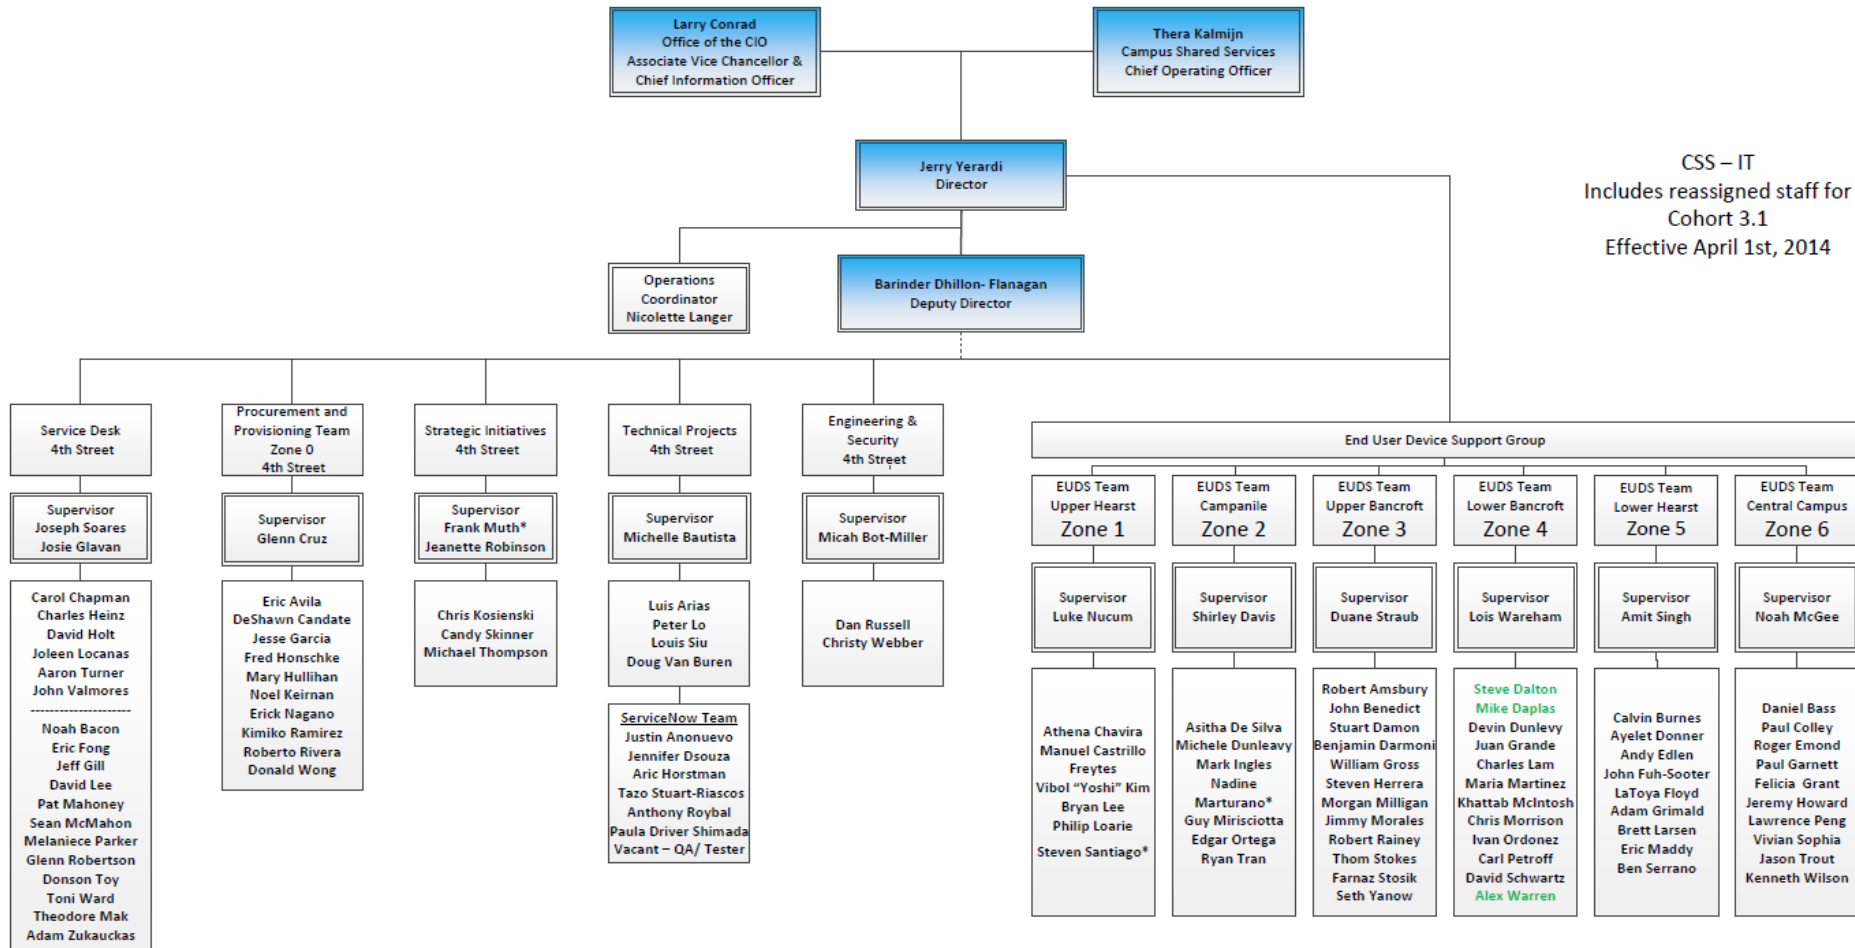 Larry Conrad
Office of the CIO
Associate Vice Chancellor &
Chief Information Officer
Thera Kalmijn
Campus Shared Services
Chief Operating Officer
Jerry Yerardi
Director
CSS – IT
Includes reassigned staff for
Cohort 3.1
Effective April 1st, 2014
Operations
Coordinator
Nicolette Langer
Barinder Dhillon- Flanagan
Deputy Director
Service Desk
4th Street
Supervisor
Joseph Soares
Josie Glavan
Carol Chapman
Charles Heinz
David Holt
Joleen Locanas
Aaron Turner
John Valmores
---------------------
Noah Bacon
Eric Fong
Jeff Gill
David Lee
Pat Mahoney
Sean McMahon
Melaniece Parker
Glenn Robertson
Donson Toy
Toni Ward
Theodore Mak
Adam Zukauckas
Procurement and
Provisioning Team
Zone 0
4th Street
Supervisor
Glenn Cruz
Eric Avila
DeShawn Candate
Jesse Garcia
Fred Honschke
Mary Hullihan
Noel Keirnan
Erick Nagano
Kimiko Ramirez
Roberto Rivera
Donald Wong
Strategic Initiatives
4th Street
Supervisor
Frank Muth*
Jeanette Robinson
Chris Kosienski
Candy Skinner
Michael Thompson
Technical Projects
4th Street
Supervisor
Michelle Bautista
Luis Arias
Peter Lo
Louis Siu
Doug Van Buren
ServiceNow Team
Justin Anonuevo
Jennifer Dsouza
Aric Horstman
Tazo Stuart-Riascos
Anthony Roybal
Paula Driver Shimada
Vacant – QA/ Tester
Engineering &
Security
4th Street
Supervisor
Micah Bot-Miller
Dan Russell
Christy Webber
End User Device Support Group
EUDS Team
Upper Hearst
Zone 1
Supervisor
Luke Nucum
Athena Chavira
Manuel Castrillo
Freytes
Vibol “Yoshi” Kim
Bryan Lee
Philip Loarie
Steven Santiago*
EUDS Team
Campanile
Zone 2
Supervisor
Shirley Davis
Asitha De Silva
Michele Dunleavy
Mark Ingles
Nadine
Marturano*
Guy Mirisciotta
Edgar Ortega
Ryan Tran
EUDS Team
Upper Bancroft
Zone 3
Supervisor
Duane Straub
Robert Amsbury
John Benedict
Stuart Damon
Benjamin Darmoni
William Gross
Steven Herrera
Morgan Milligan
Jimmy Morales
Robert Rainey
Thom Stokes
Farnaz Stosik
Seth Yanow
EUDS Team
Lower Bancroft
Zone 4
Supervisor
Lois Wareham
Steve Dalton
Mike Daplas
Devin Dunlevy
Juan Grande
Charles Lam
Maria Martinez
Khattab McIntosh
Chris Morrison
Ivan Ordonez
Carl Petroff
David Schwartz
Alex Warren
EUDS Team
Lower Hearst
Zone 5
Supervisor
Amit Singh
Calvin Burnes
Ayelet Donner
Andy Edlen
John Fuh-Sooter
LaToya Floyd
Adam Grimald
Brett Larsen
Eric Maddy
Ben Serrano
EUDS Team
Central Campus
Zone 6
Supervisor
Noah McGee
Daniel Bass
Paul Colley
Roger Emond
Paul Garnett
Felicia  Grant
Jeremy Howard
Lawrence Peng
Vivian Sophia
Jason Trout
Kenneth Wilson